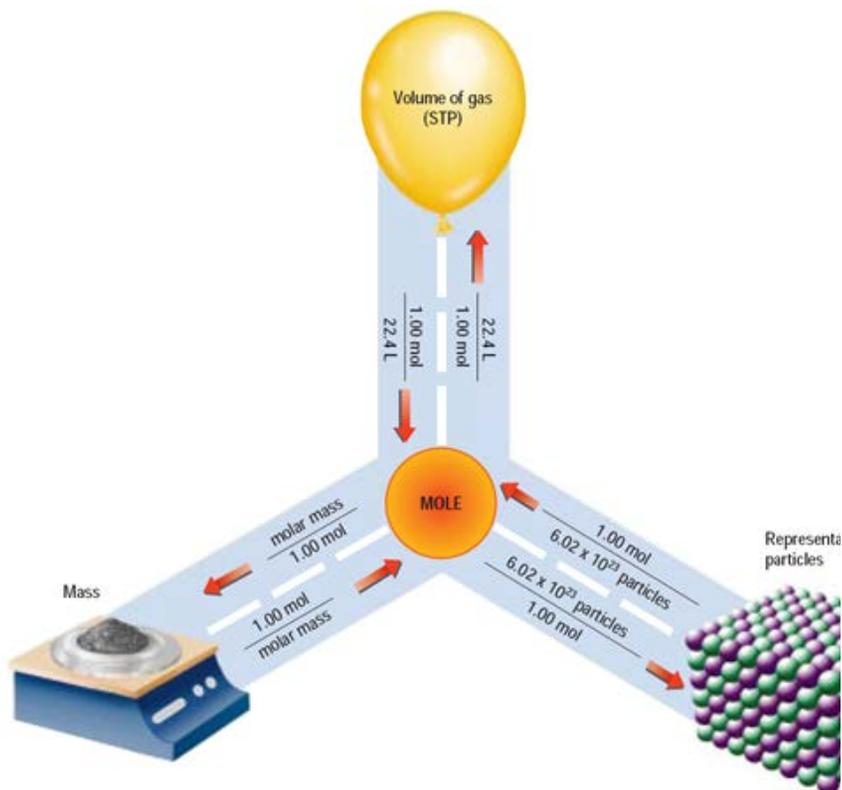 Volume of gas
(STP)
1.00 mol
22.4 L
22.4 L
1.00 mol
MOLE
molar mass
1.00 mol
1.00 mol
molar mass
1.00 mol
6.02 x 10²³ particles
6.02 x 10²³ particles
1.00 mol
Mass
Representa
particles